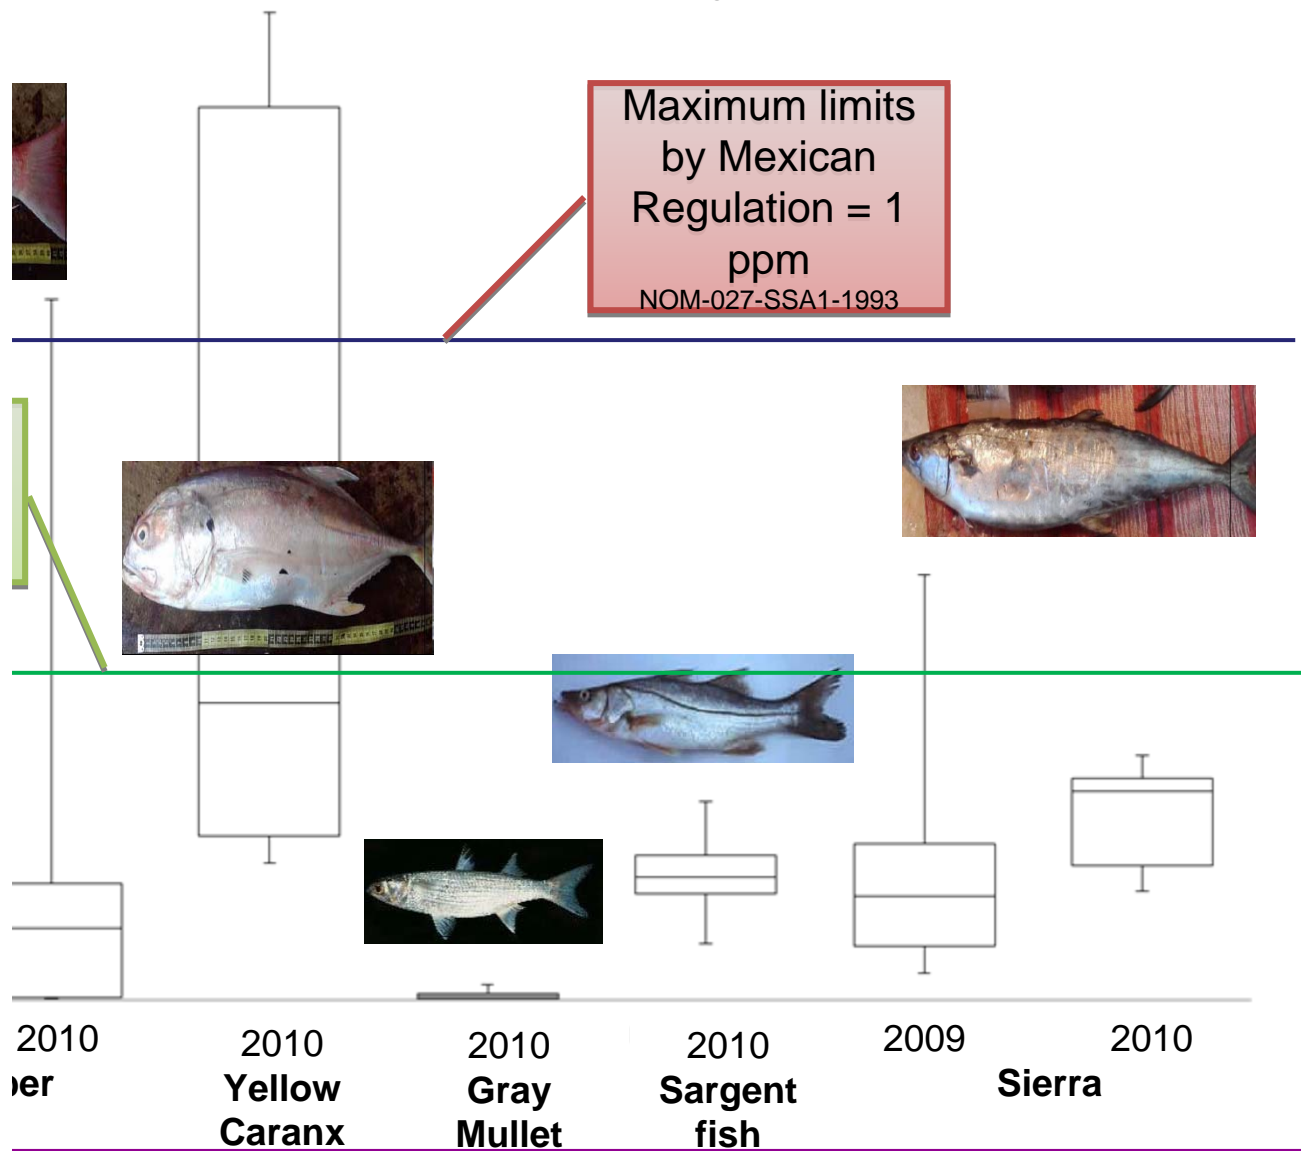 Maximum limits
by Mexican
Regulation = 1
ppm
NOM-027-SSA1-1993
2010
2010
2010
2010
2009
2010
per
Yellow
Caranx
Gray
Mullet
Sargent
fish
Sierra